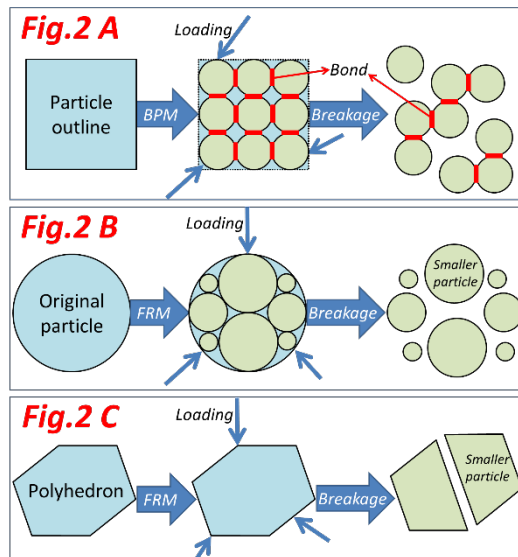 Fig.2 A
Loading
Particle
outline
BPM
Bond
Breakage
Fig.2 B
Loading
Original
particle
FRM
Breakage
Smaller
particle
Fig.2 C
Loading
Polyhedron
FRM
Breakage
Smaller
particle